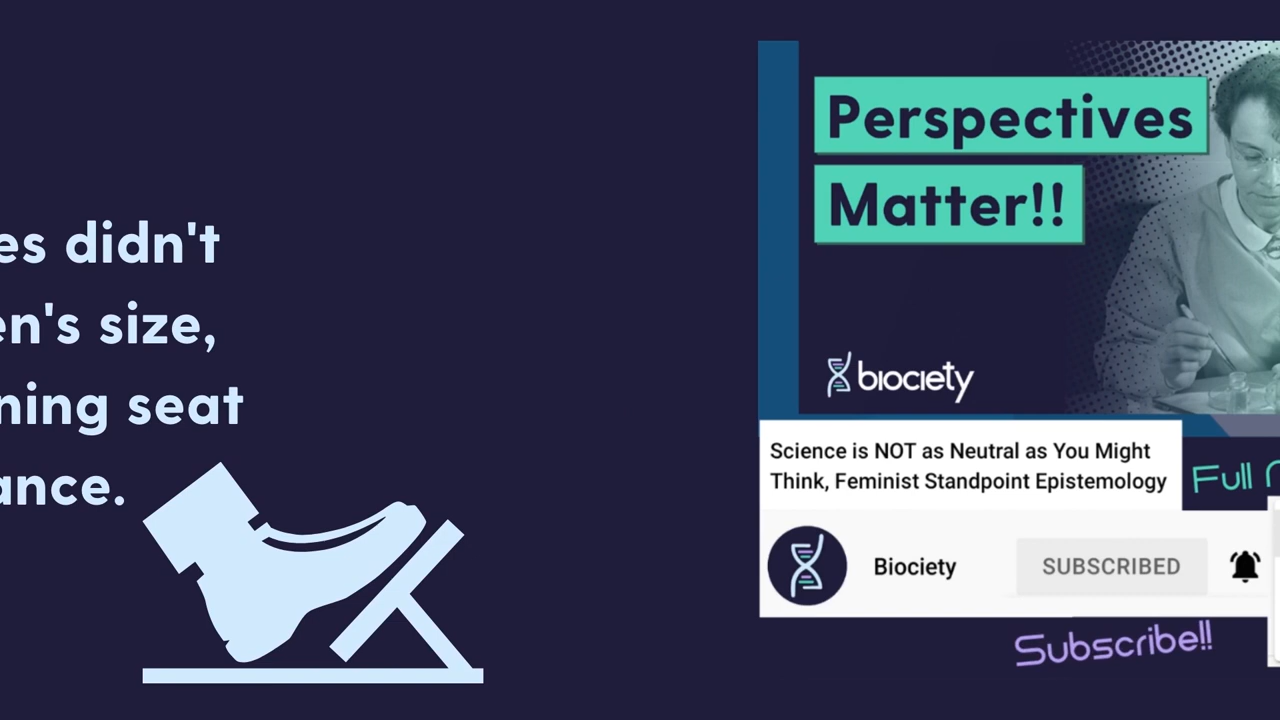 es didn't
en's size,
ning seat
ance.
Perspectives
Matter!!
biociety
Science is NOT as Neutral as You Might
Think, Feminist Standpoint Epistemology
Full
Biociety
SUBSCRIBED
Subscribe!!